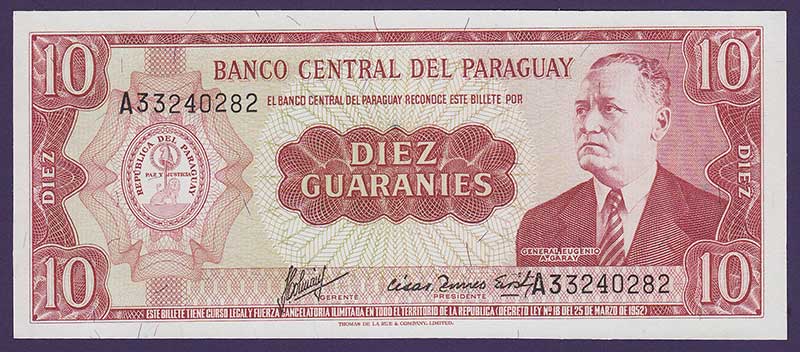 10
10
BANCO CENTRAL DEL PARAGUAY
A33240282
EL BANCO CENTRAL DEL PARAGUAY RECONOCE ESTE BILLETE POR
REPUBLICA DEL PARAGUAY
PAZ Y JUSTICIA
DIEZ
DIEZ
GUARANIES
DIEZ
GENERAL EUGENIO
A. GARAY
10
10
A33240282
GERENTE
PRESIDENTE
ESTE BILLETE TIENE CURSO LEGAL Y FUERZA CANCELATORIA ILIMITADA EN TODO EL TERRITORIO DE LA REPUBLICA (DECRETO LEY Nº 18 DEL 25 DE MARZO DE 1952)
THOMAS DE LA RUE & COMPANY, LIMITED.